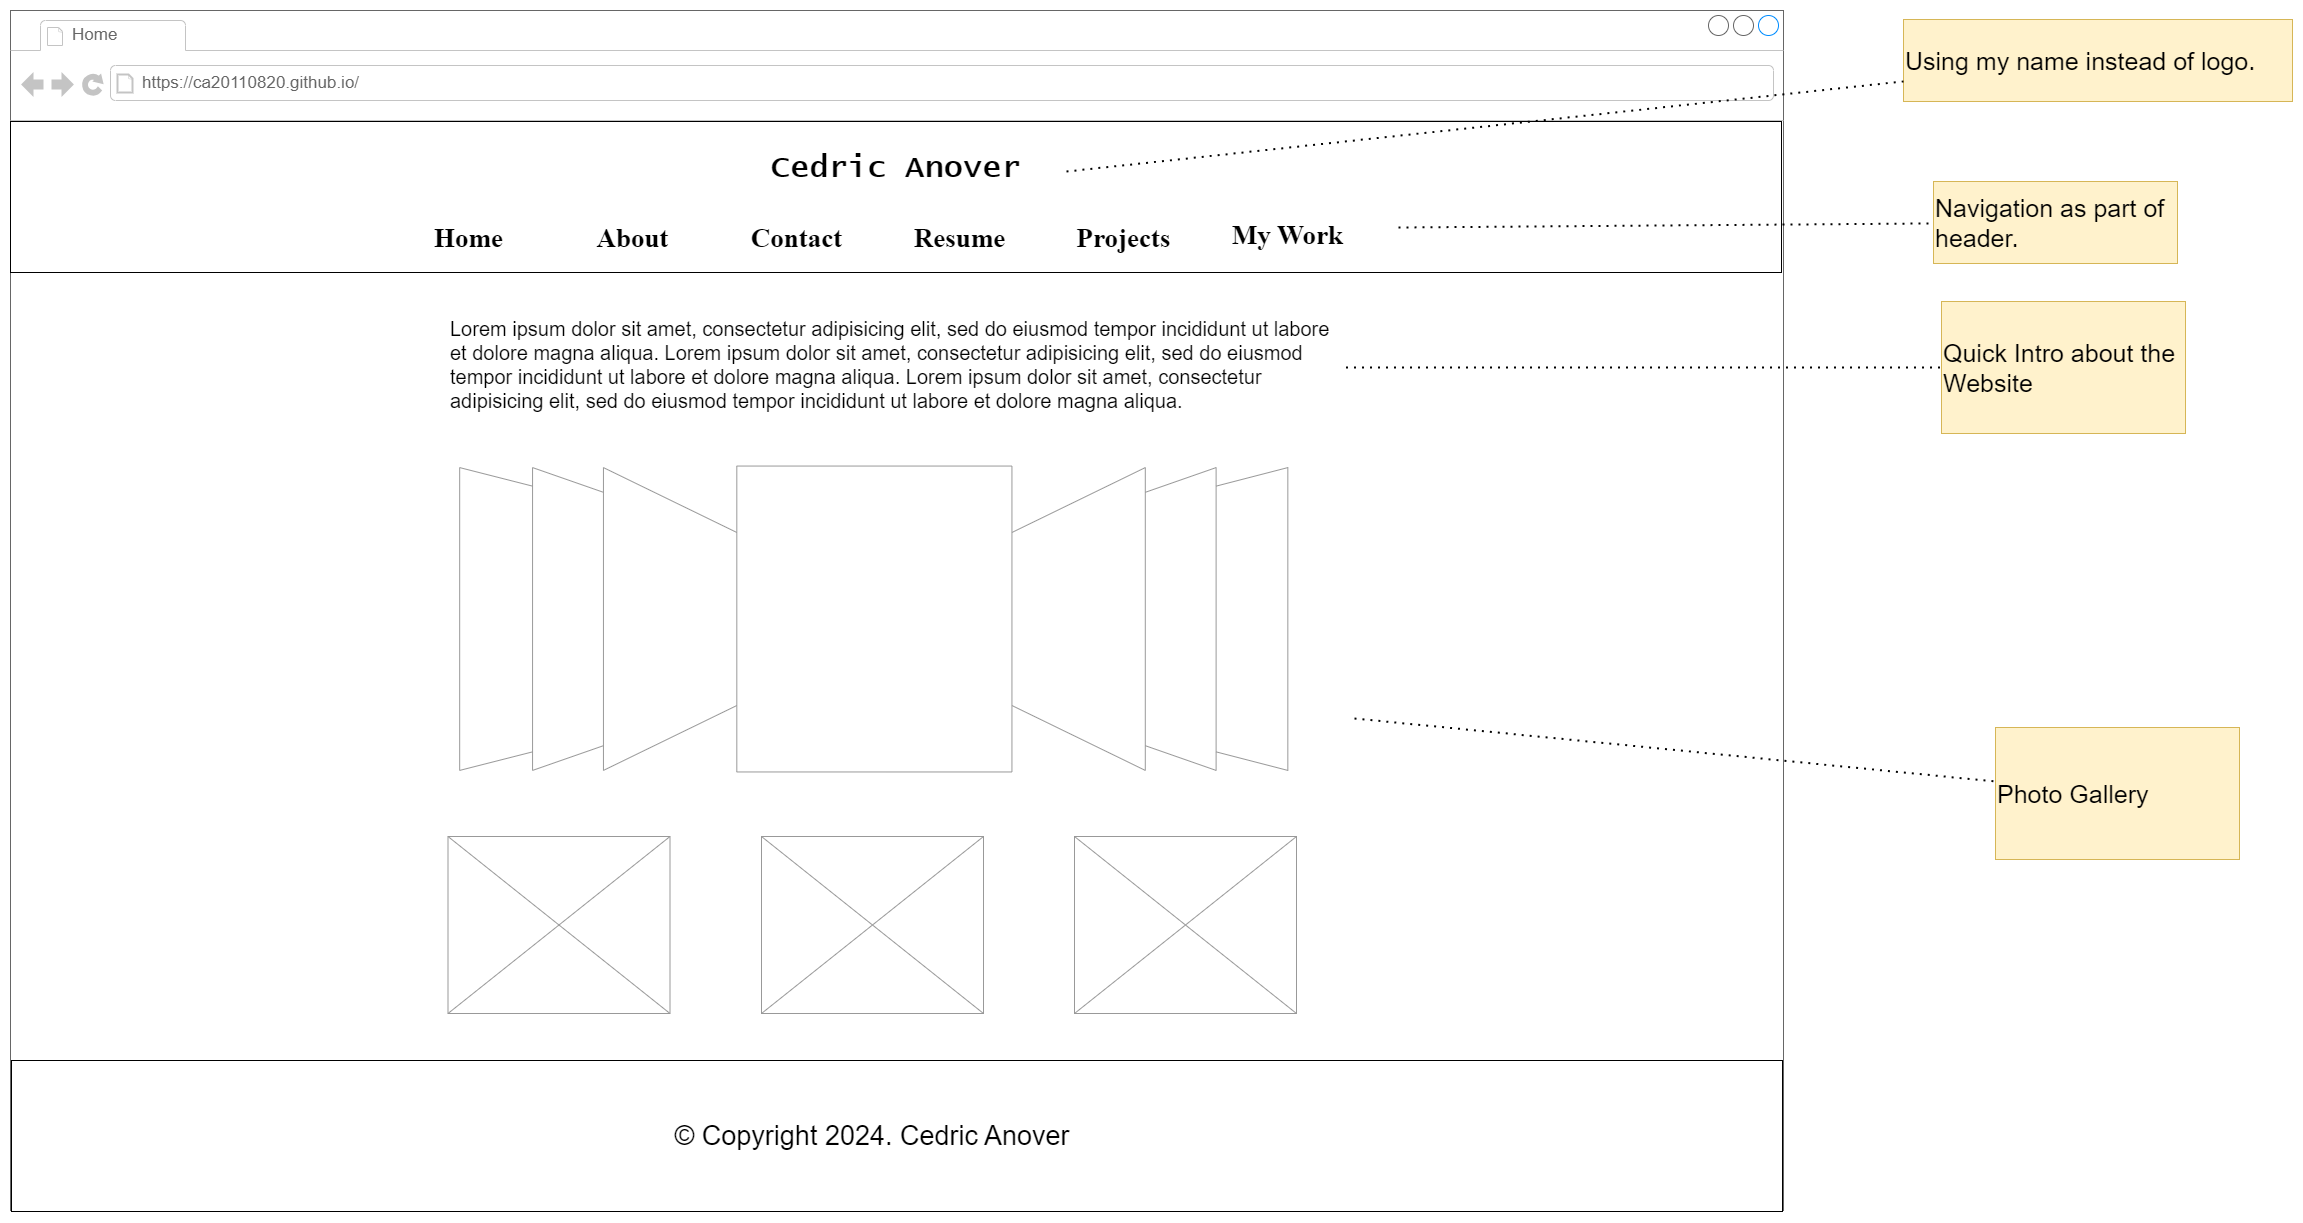 Home
https://ca20110820.github.io/
Using my name instead of logo.
Cedric Anover
Home About Contact Resume Projects My Work
Navigation as part of
header.
Lorem ipsum dolor sit amet, consectetur adipisicing elit, sed do eiusmod tempor incididunt ut labore
et dolore magna aliqua. Lorem ipsum dolor sit amet, consectetur adipisicing elit, sed do eiusmod
tempor incididunt ut labore et dolore magna aliqua. Lorem ipsum dolor sit amet, consectetur
adipisicing elit, sed do eiusmod tempor incididunt ut labore et dolore magna aliqua.
Quick Intro about the
Website
Photo Gallery
© Copyright 2024. Cedric Anover